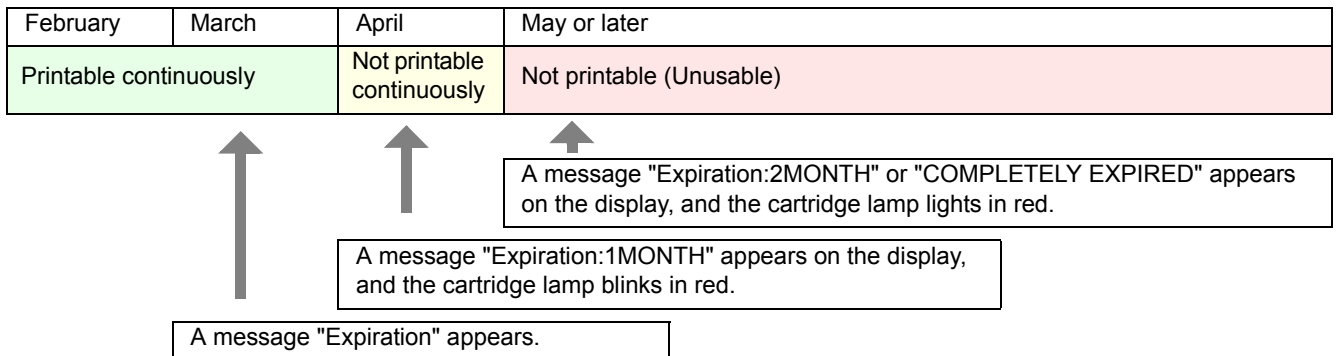 February March April May or later
Printable continuously
Not printable
continuously
Not printable (Unusable)
A message "Expiration:2MONTH" or "COMPLETELY EXPIRED" appears
on the display, and the cartridge lamp lights in red.
A message "Expiration:1MONTH" appears on the display,
and the cartridge lamp blinks in red.
A message "Expiration" appears.